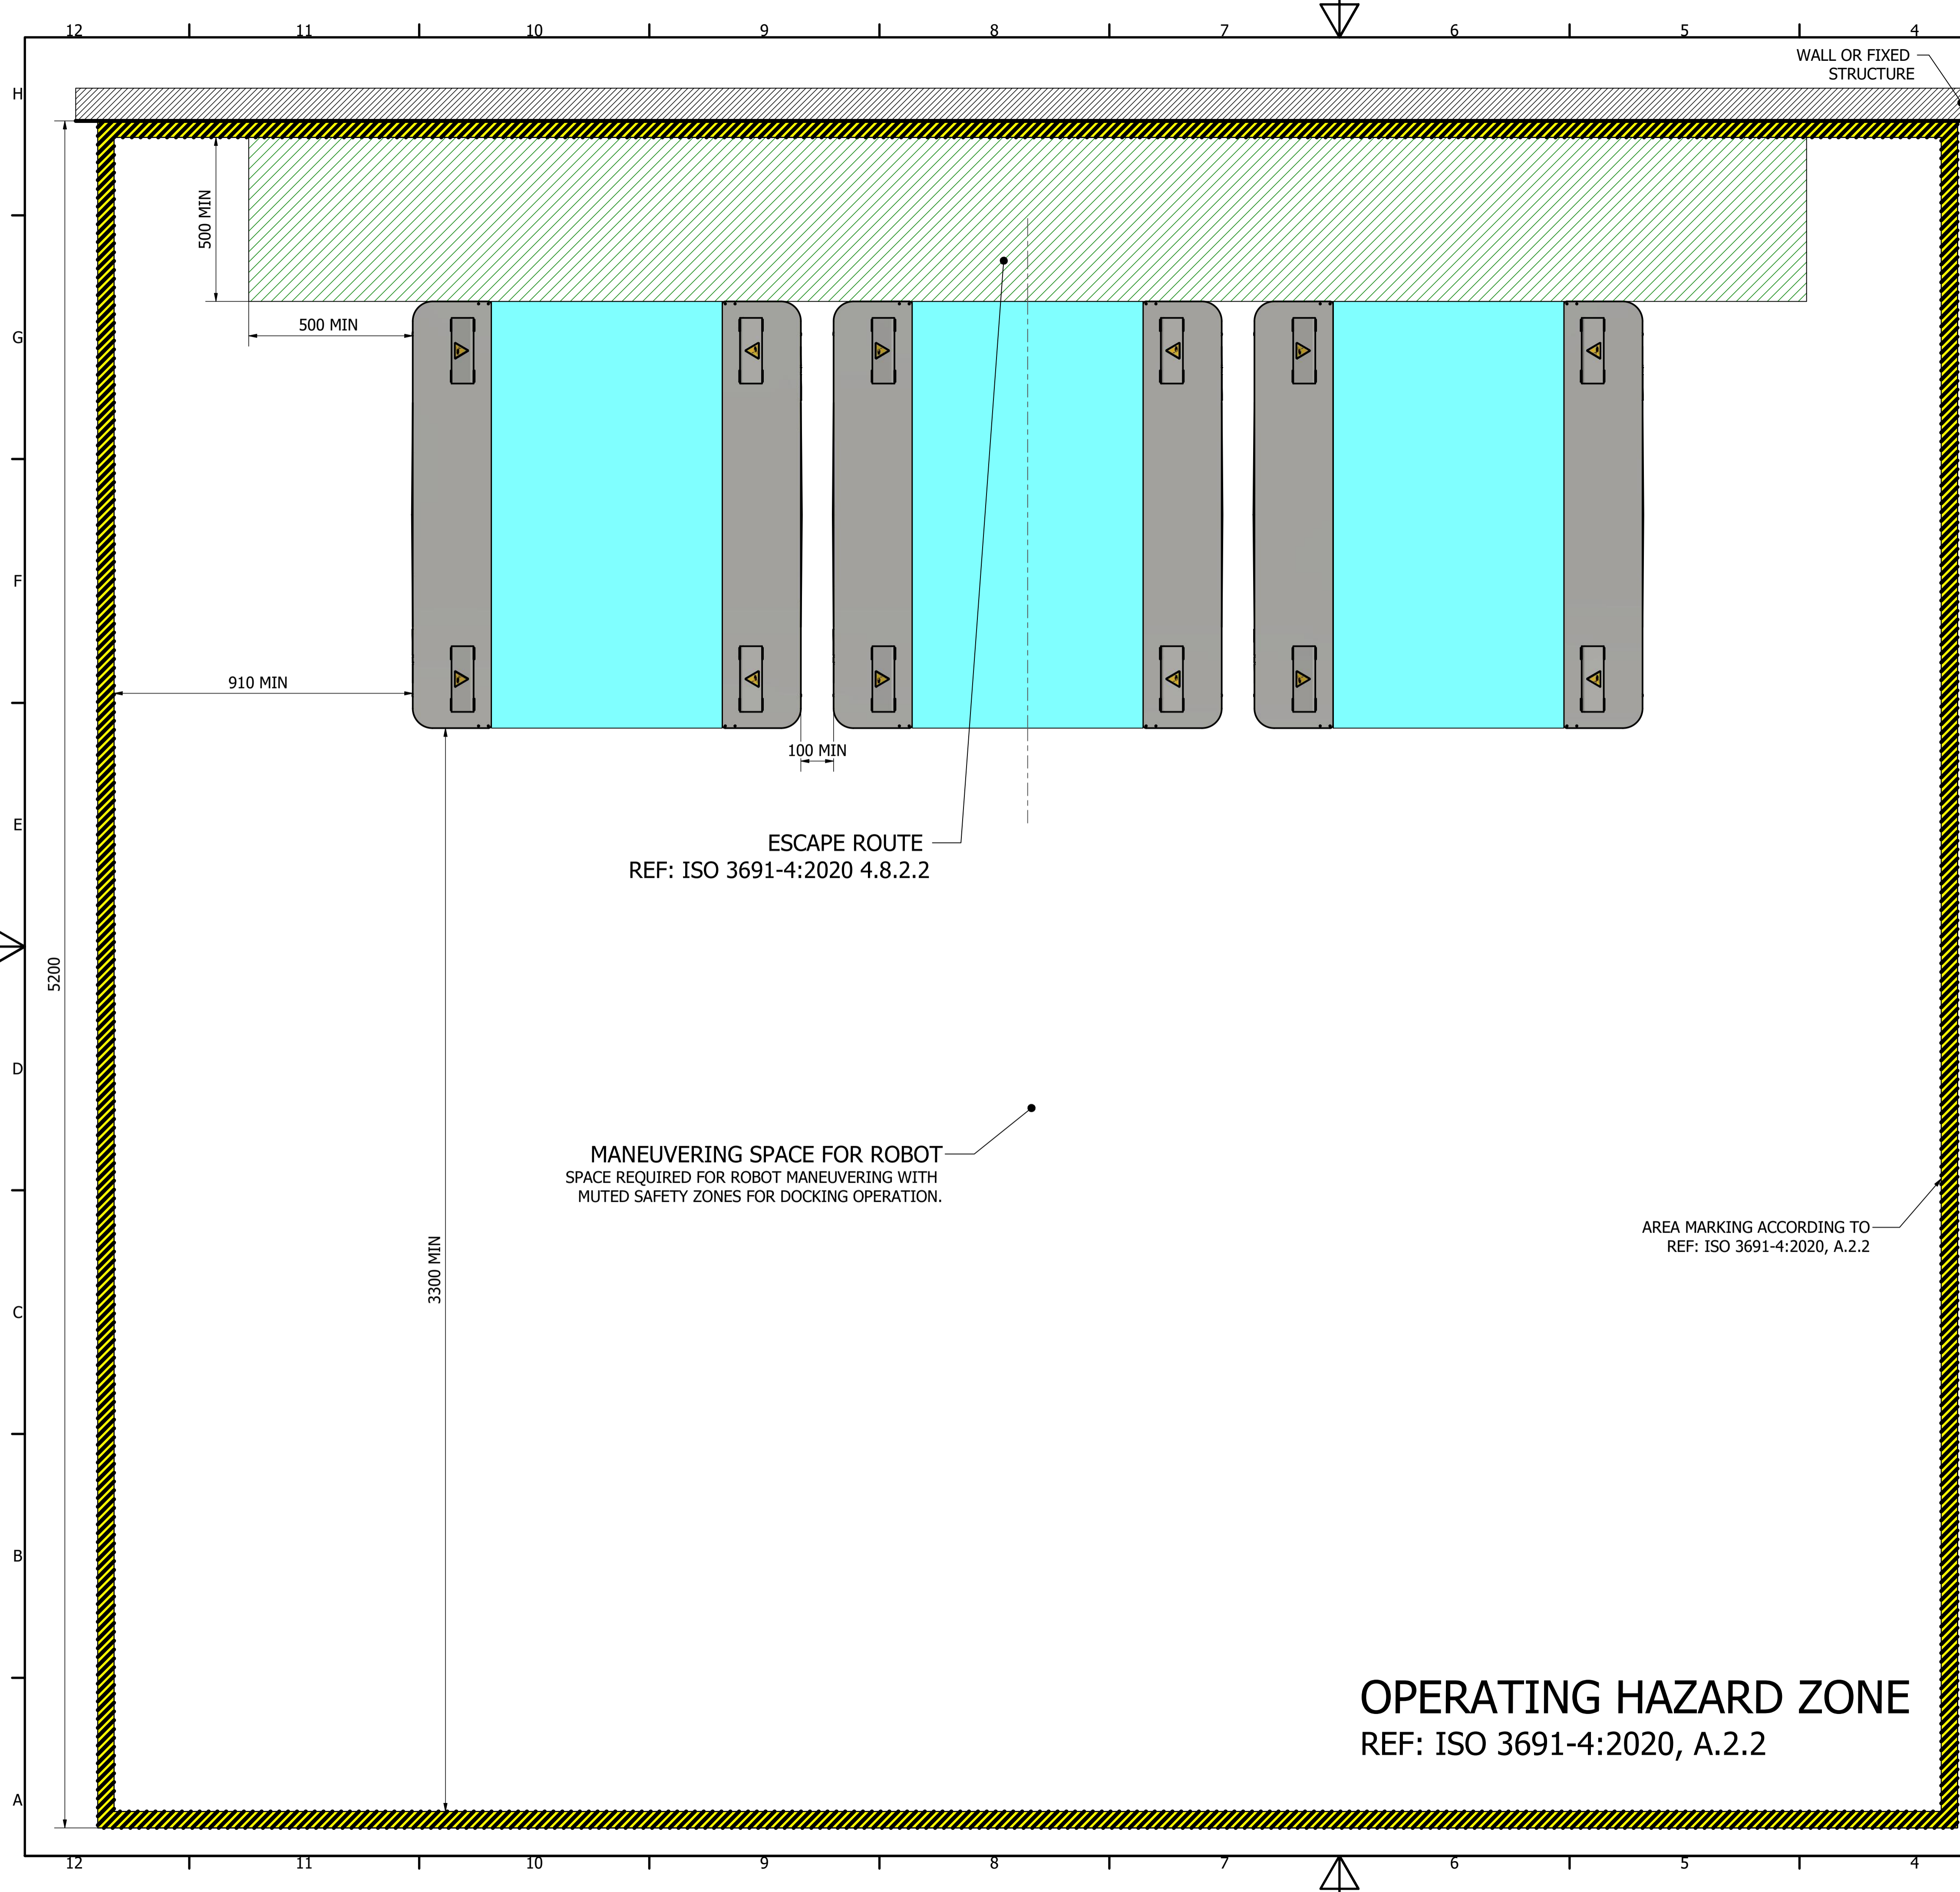 12 11 10 9 8 7 6 5 4
WALL OR FIXED
STRUCTURE
H
500 MIN
G
500 MIN
F
910 MIN
100 MIN
E
ESCAPE ROUTE
REF: ISO 3691-4:2020 4.8.2.2
5200
D
MANEUVERING SPACE FOR ROBOT
SPACE REQUIRED FOR ROBOT MANEUVERING WITH
MUTED SAFETY ZONES FOR DOCKING OPERATION.
AREA MARKING ACCORDING TO
REF: ISO 3691-4:2020, A.2.2
3300 MIN
C
B
OPERATING HAZARD ZONE
REF: ISO 3691-4:2020, A.2.2
A
12 11 10 9 8 7 6 5 4